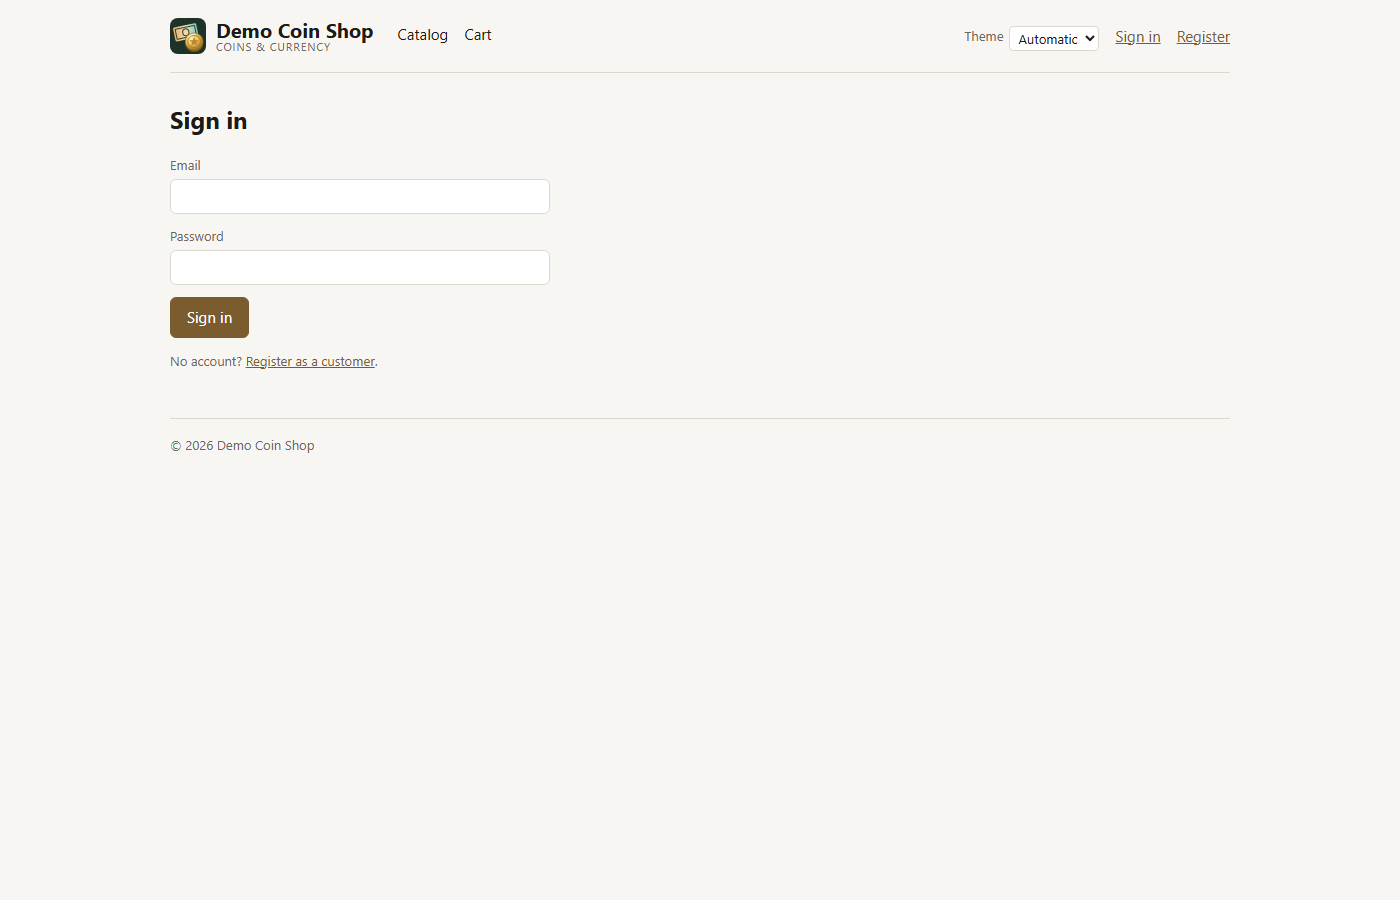 Demo Coin Shop
COINS & CURRENCY
Catalog Cart
Theme Automatic Sign in Register
Sign in
Email
Password
Sign in
No account? Register as a customer.
© 2026 Demo Coin Shop